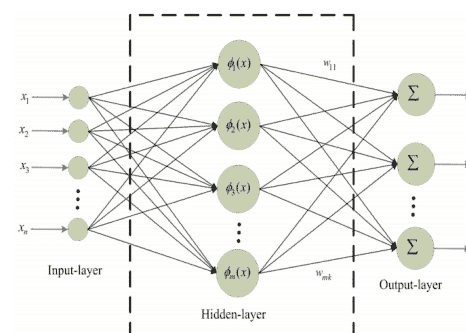 ϕ₁(x)
w₁₁
x₁
Σ
x₂
ϕ₂(x)
x₃
Σ
ϕ₃(x)
xₙ
Σ
Input-layer
ϕₘ(x)
wₘₖ
Output-layer
Hidden-layer